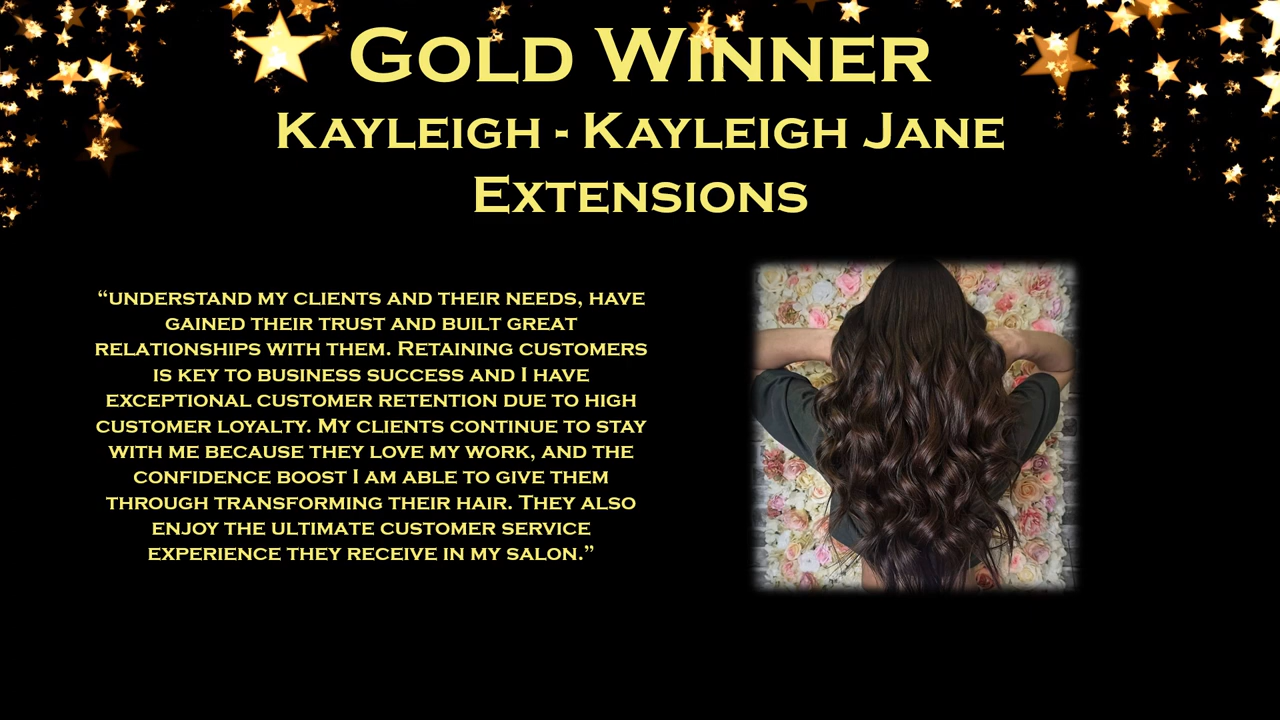 Gold Winner
Kayleigh - Kayleigh Jane
Extensions
“understand my clients and their needs, have
gained their trust and built great
relationships with them. Retaining customers
is key to business success and I have
exceptional customer retention due to high
customer loyalty. My clients continue to stay
with me because they love my work, and the
confidence boost I am able to give them
through transforming their hair. They also
enjoy the ultimate customer service
experience they receive in my salon.”